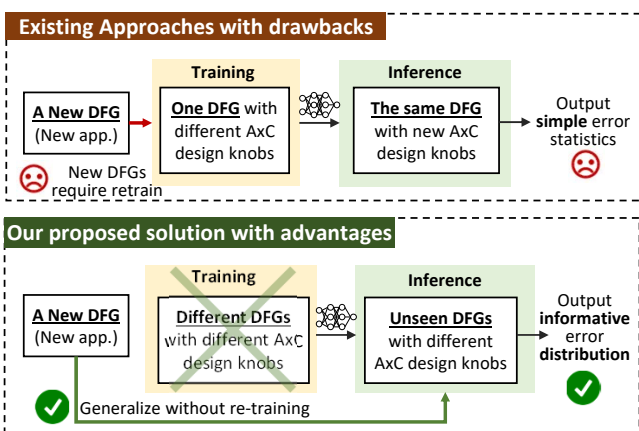 Existing Approaches with drawbacks
Training
Inference
A New DFG
(New app.)
One DFG with
different AxC
design knobs
The same DFG
with new AxC
design knobs
Output
simple error
statistics
New DFGs
require retrain
Our proposed solution with advantages
Training
Inference
A New DFG
(New app.)
Different DFGs
with different AxC
design knobs
Unseen DFGs
with different
AxC design knobs
Output
informative
error
distribution
Generalize without re-training